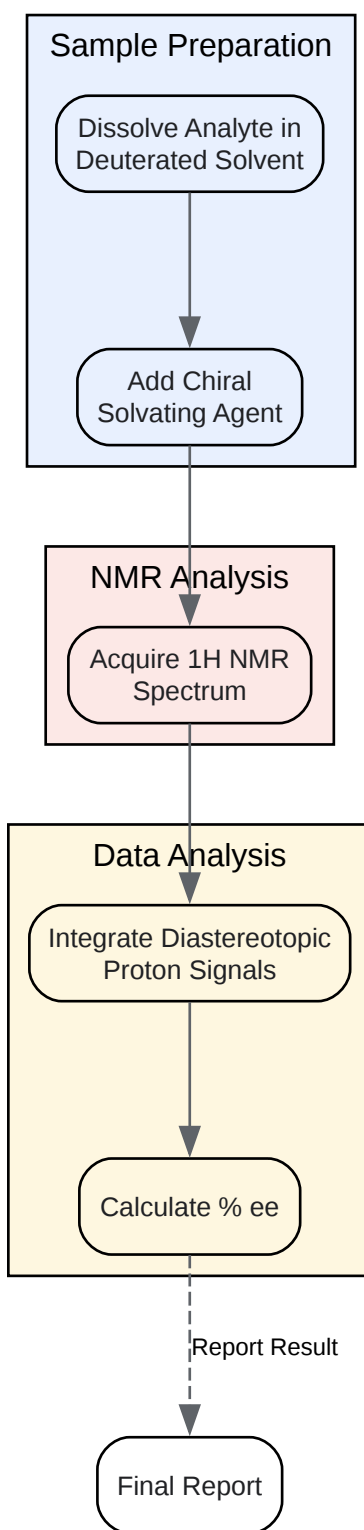 Sample Preparation
Dissolve Analyte in
Deuterated Solvent
Add Chiral
Solvating Agent
NMR Analysis
Acquire 1H NMR
Spectrum
Data Analysis
Integrate Diastereotopic
Proton Signals
Calculate % ee
Report Result
Final Report